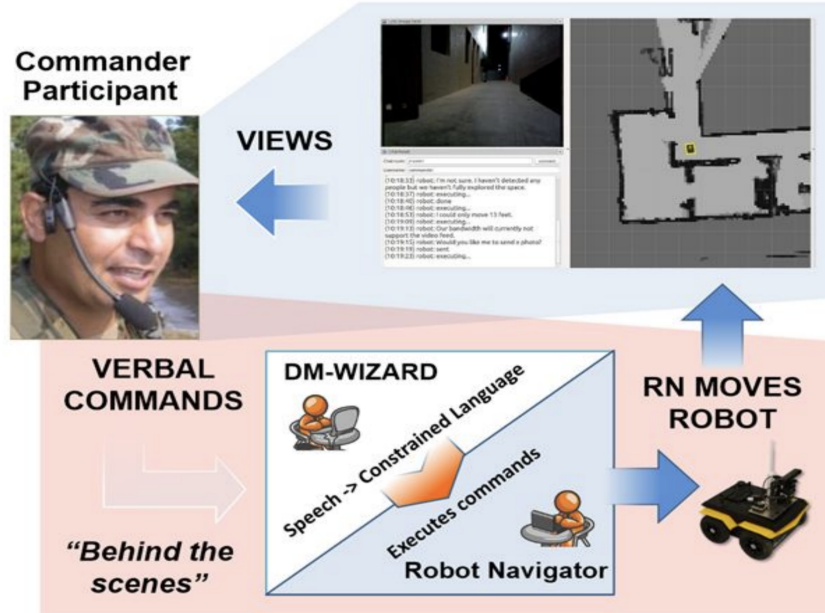 Commander
Participant
VIEWS
(10:18:33) robot: I'm not sure. I haven't detected any
people but we haven't fully explored the space.
(10:18:37) robot: executing...
(10:18:40) robot: done
(10:18:46) robot: executing...
(10:18:53) robot: I could only move 13 feet.
(10:19:09) robot: executing...
(10:19:13) robot: Our bandwidth will currently not
support the video feed.
(10:19:15) robot: Would you like me to send a photo?
(10:19:19) robot: sent
(10:19:23) robot: executing...
VERBAL
COMMANDS
"Behind the
scenes"
DM-WIZARD
Speech -> Constrained Language
Executes commands
Robot Navigator
RN MOVES
ROBOT